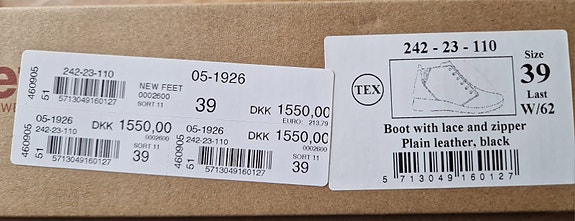 460905
51
242-23-110
5713049160127
05-1926
NEW FEET
0002600
SORT 11
39
DKK 1550,00
EURO: 213.79
05-1926
DKK 1550,00
242-23-110
0002600
SORT 11
39
5713049160127
460905
51
05-1926
DKK 1550,00
242-23-110
0002600
SORT 11
39
5713049160127
460905
51
242 - 23 - 110
Size
39
Last
W/62
TEX
Boot with lace and zipper
Plain leather, black
5 713049 160127